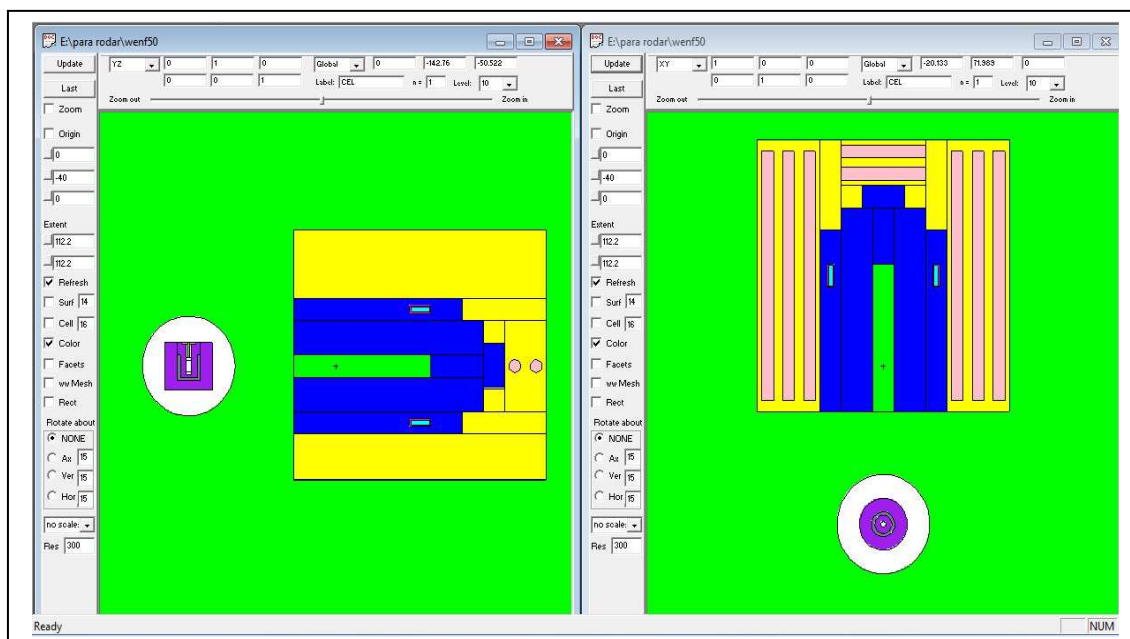 E:\para rodar\wenf50
Update YZ 0 1 0 Global 0 -142.76 -50.522
Last 0 0 1 Label: CEL n = 1 Level: 10
Zoom out Zoom in
Zoom
Origin
0
-40
0
Extent
112.2
112.2
Refresh
Surf 14
Cell 16
Color
Facets
ww Mesh
Rect
Rotate about
NONE
Ax 15
Ver 15
Hor 15
no scale:
Res 300
E:\para rodar\wenf50
Update XY 1 0 0 Global -20.133 71.989 0
Last 0 1 0 Label: CEL n = 1 Level: 10
Zoom out Zoom in
Zoom
Origin
0
-40
0
Extent
112.2
112.2
Refresh
Surf 14
Cell 16
Color
Facets
ww Mesh
Rect
Rotate about
NONE
Ax 15
Ver 15
Hor 15
no scale:
Res 300
Ready NUM